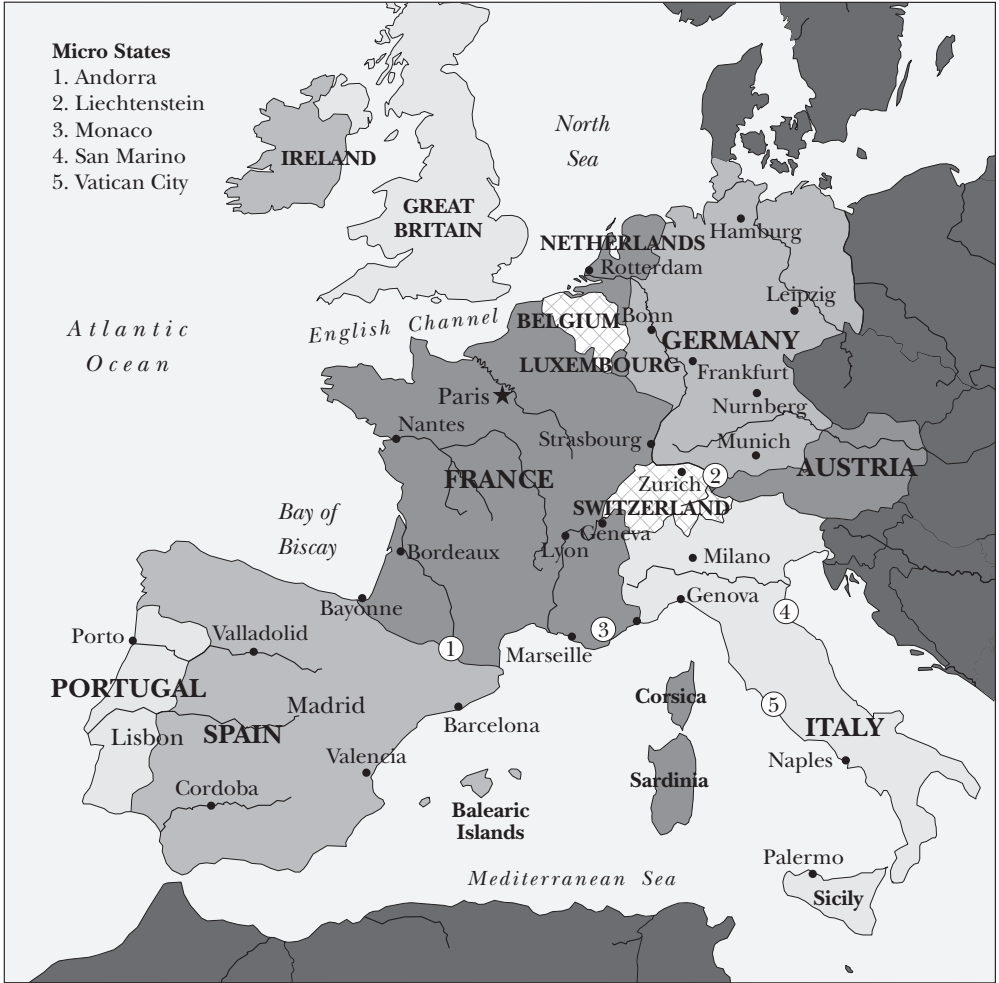 Micro States
1. Andorra
2. Liechtenstein
3. Monaco
4. San Marino
5. Vatican City
North
Sea
IRELAND
GREAT
BRITAIN
NETHERLANDS
Hamburg
Rotterdam
Leipzig
Atlantic
Ocean
English Channel
BELGIUM
Bonn
GERMANY
LUXEMBOURG
Frankfurt
Paris
Nurnberg
Nantes
Strasbourg
Munich
FRANCE
AUSTRIA
Zurich
2
SWITZERLAND
Bay of
Biscay
Geneva
Lyon
Bordeaux
Milano
Bayonne
Genova
4
Porto
Valladolid
3
1
Marseille
PORTUGAL
Madrid
Corsica
5
Barcelona
Lisbon
SPAIN
ITALY
Valencia
Naples
Cordoba
Sardinia
Balearic
Islands
Palermo
Mediterranean Sea
Sicily